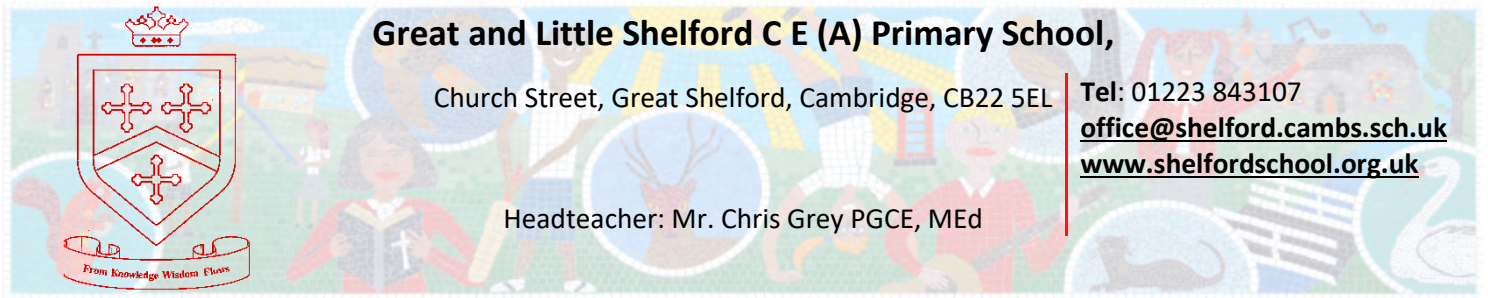 Great and Little Shelford C E (A) Primary School,
Church Street, Great Shelford, Cambridge, CB22 5EL
Tel: 01223 843107
office@shelford.cambs.sch.uk
www.shelfordschool.org.uk
Headteacher: Mr. Chris Grey PGCE, MEd
From Knowledge Wisdom Flows